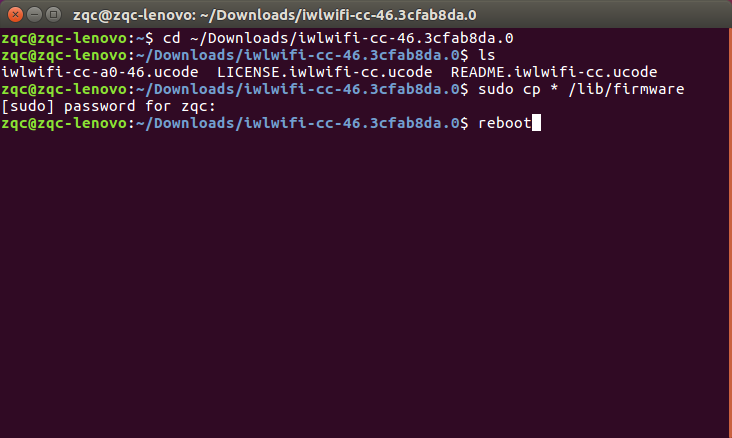 zqc@zqc-lenovo: ~/Downloads/iwlwifi-cc-46.3cfab8da.0
zqc@zqc-lenovo:~$ cd ~/Downloads/iwlwifi-cc-46.3cfab8da.0
zqc@zqc-lenovo:~/Downloads/iwlwifi-cc-46.3cfab8da.0$ ls
iwlwifi-cc-a0-46.ucode  LICENSE.iwlwifi-cc.ucode  README.iwlwifi-cc.ucode
zqc@zqc-lenovo:~/Downloads/iwlwifi-cc-46.3cfab8da.0$ sudo cp * /lib/firmware
[sudo] password for zqc:
zqc@zqc-lenovo:~/Downloads/iwlwifi-cc-46.3cfab8da.0$ reboot